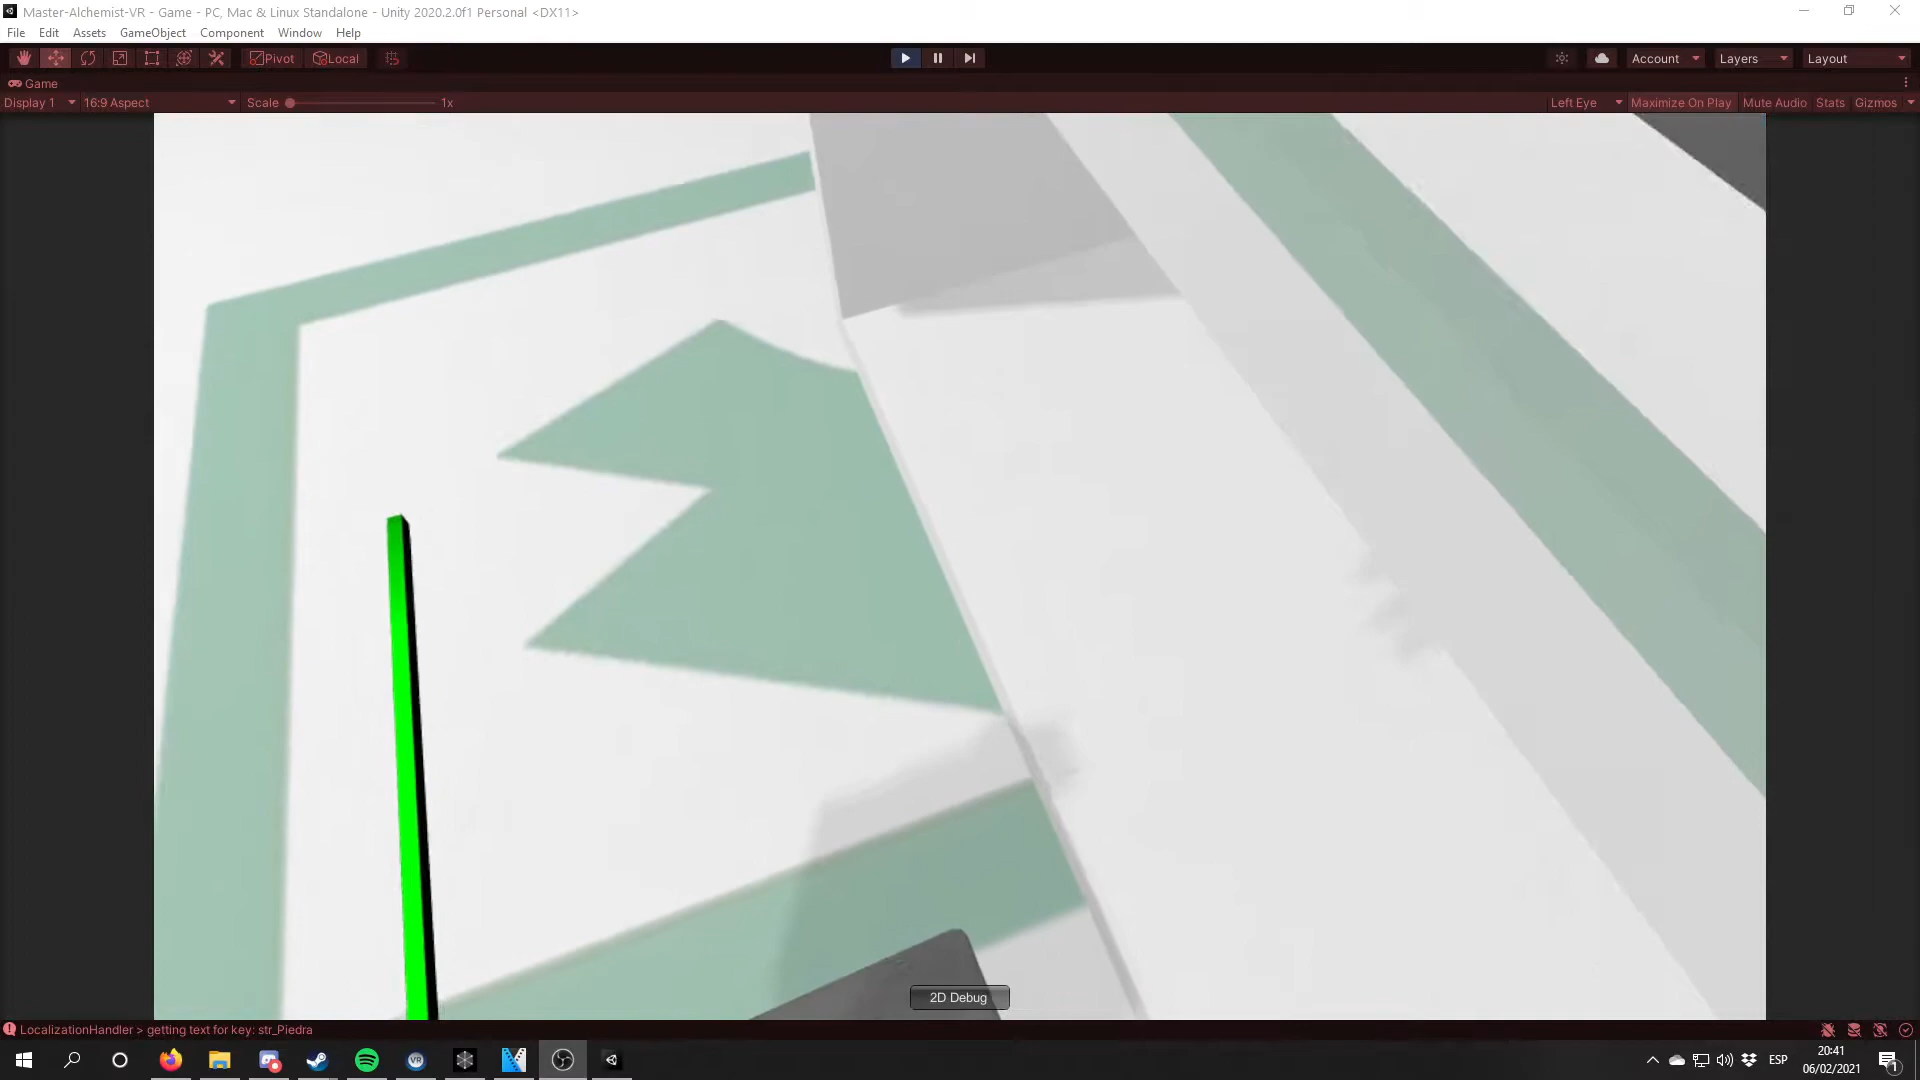 Master-Alchemist-VR - Game - PC, Mac & Linux Standalone - Unity 2020.2.0f1 Personal <DX11>
File Edit Assets GameObject Component Window Help
Pivot Local Account Layers Layout
Game
Display 1 16:9 Aspect Scale 1x Left Eye Maximize On Play Mute Audio Stats Gizmos
2D Debug
LocalizationHandler > getting text for key: str_Piedra
VR
ESP
20:41
06/02/2021
1